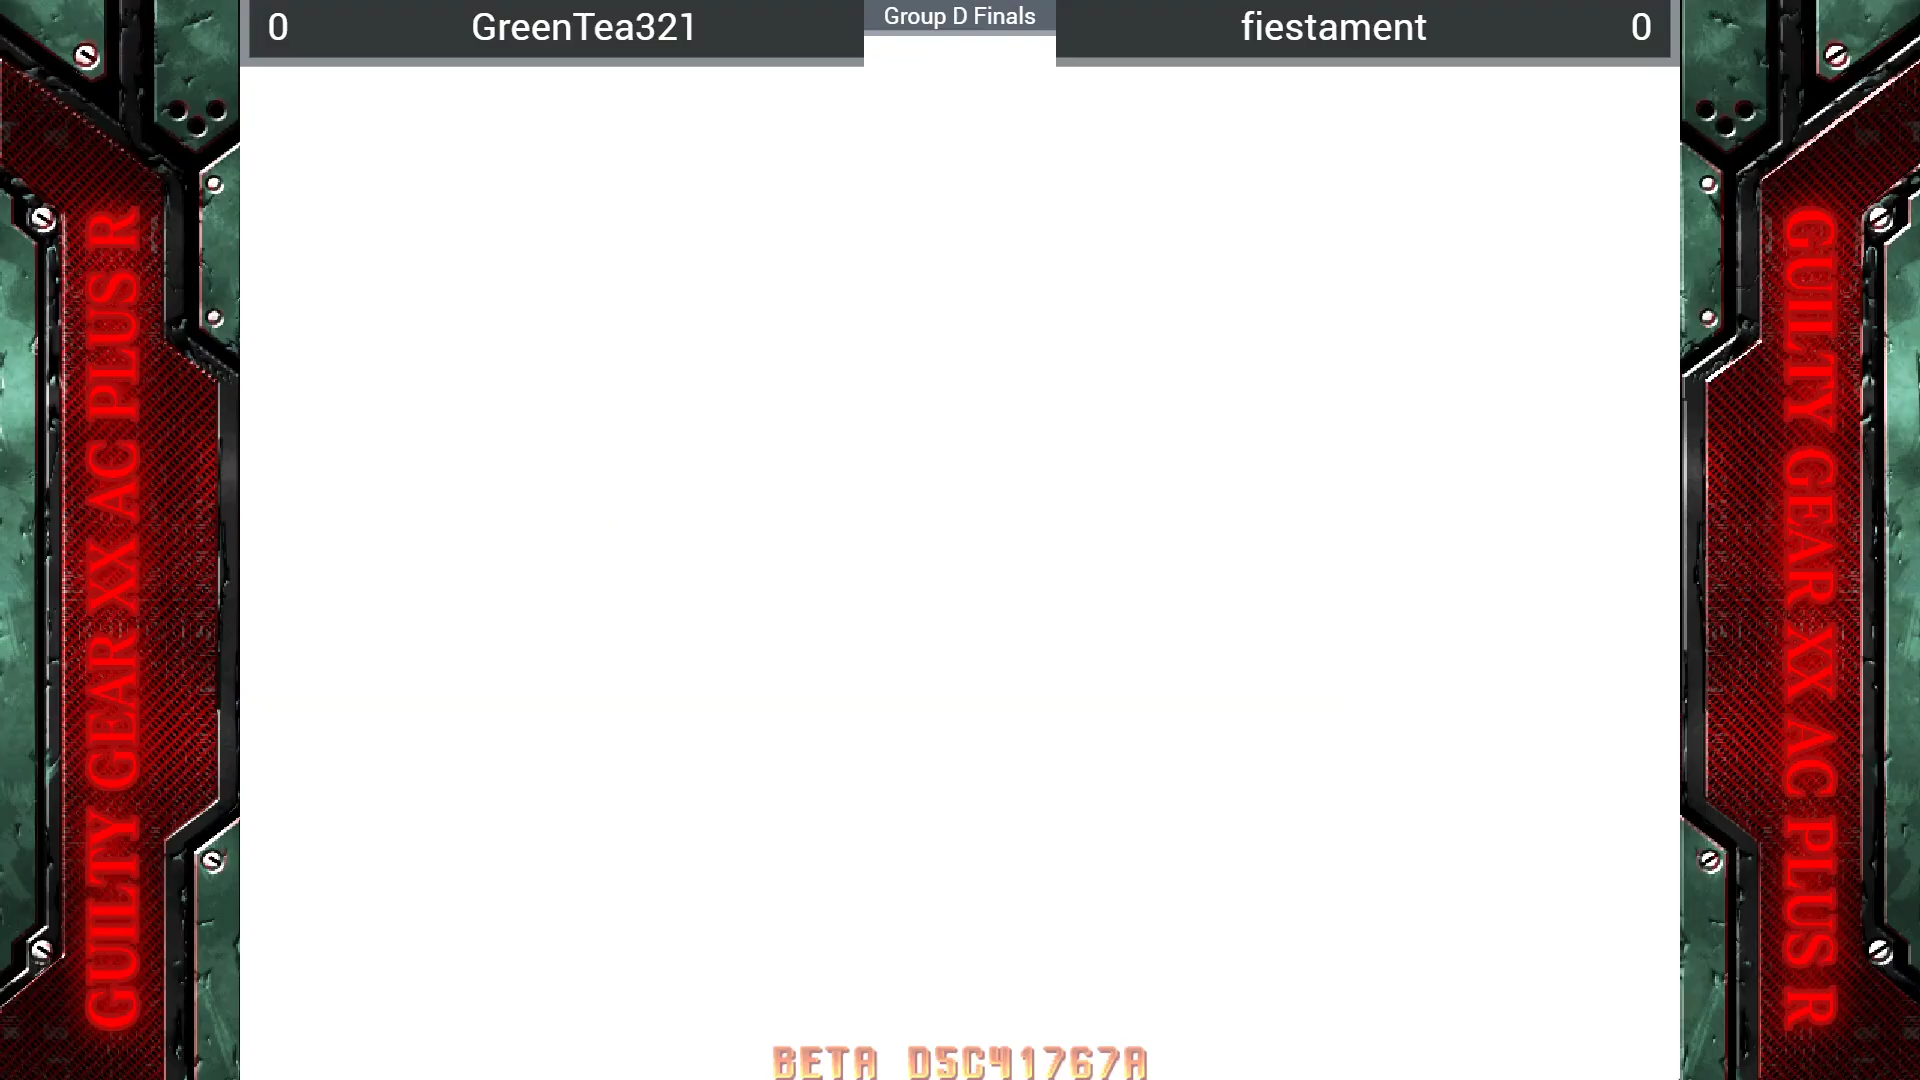 0 GreenTea321 Group D Finals fiestament 0
GUILTY GEAR XX AC PLUS R
GUILTY GEAR XX AC PLUS R
BETA D5C41767A